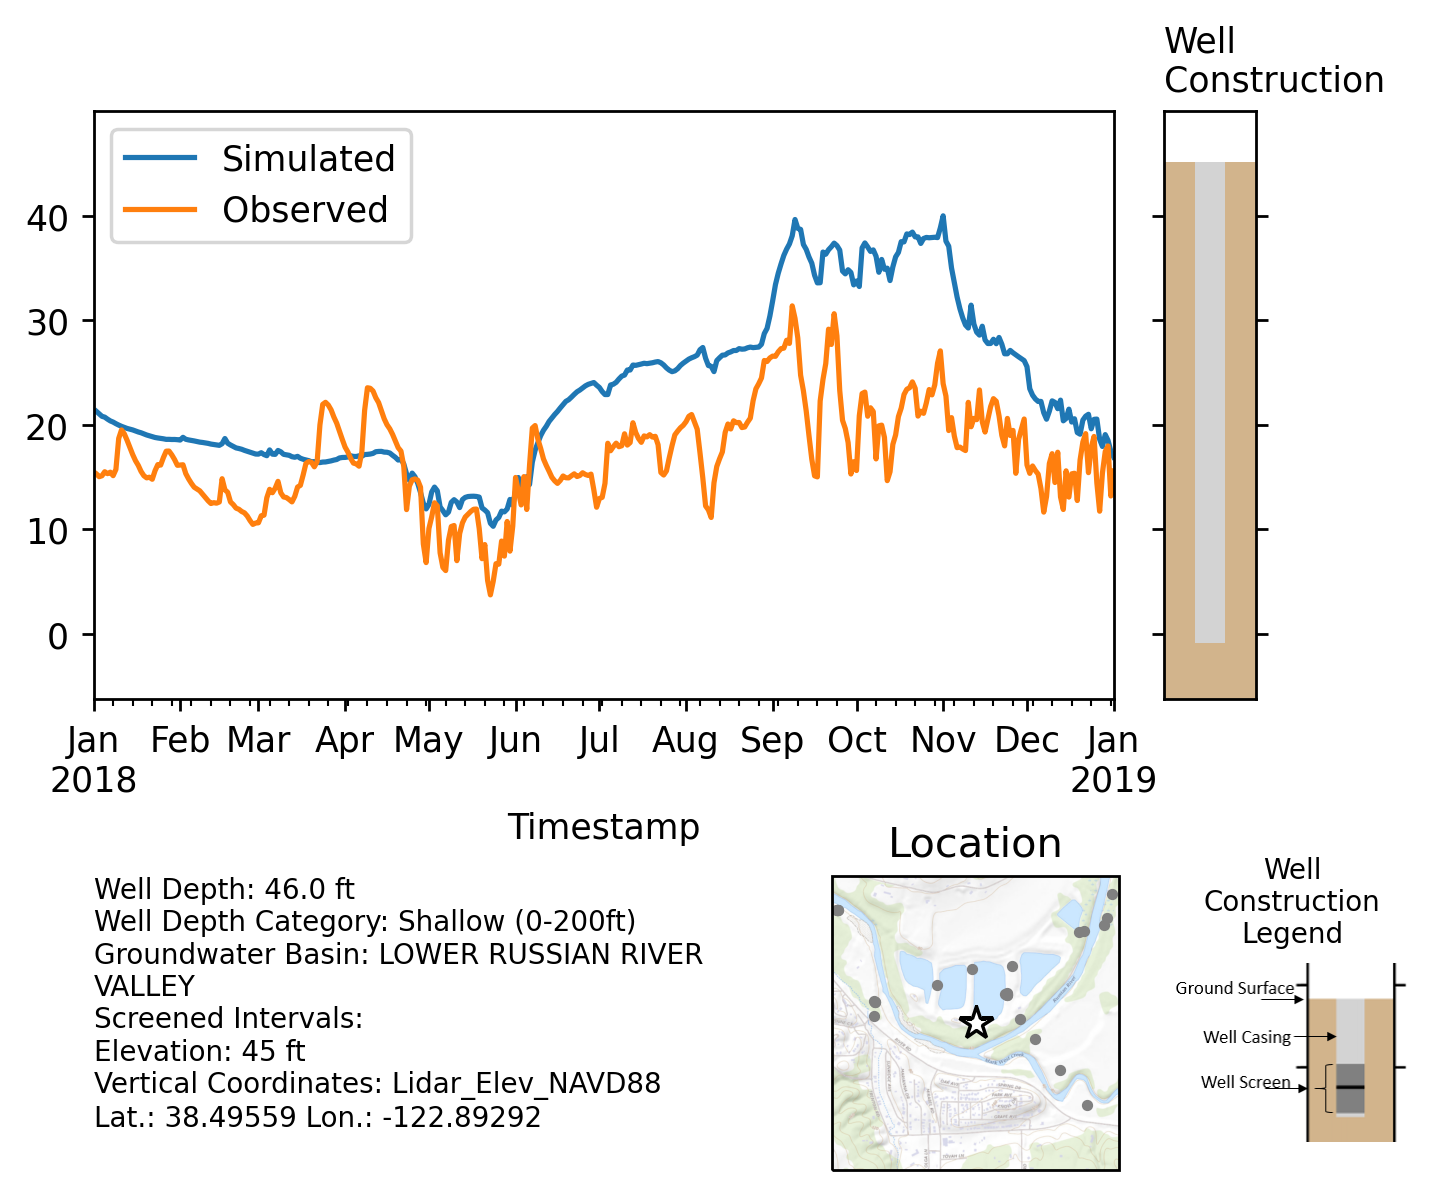 Well
Construction
Simulated
Observed
40
30
20
10
0
Jan Feb Mar Apr May Jun Jul Aug Sep Oct Nov Dec Jan
2018 2019
Timestamp
Well Depth: 46.0 ft
Well Depth Category: Shallow (0-200ft)
Groundwater Basin: LOWER RUSSIAN RIVER
VALLEY
Screened Intervals:
Elevation: 45 ft
Vertical Coordinates: Lidar_Elev_NAVD88
Lat.: 38.49559 Lon.: -122.89292
Location
Well
Construction
Legend
Ground Surface
Well Casing
Well Screen